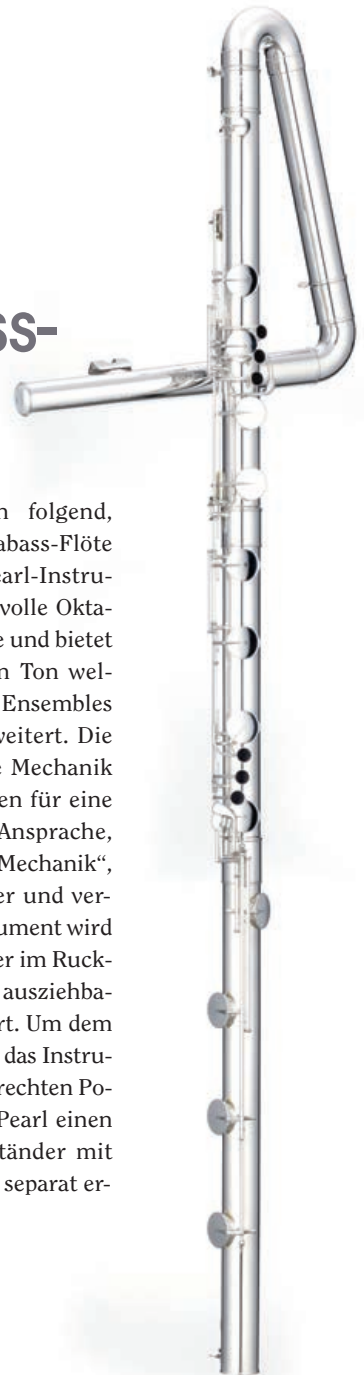 ss-
n folgend,
abass-Flöte
earl-Instru-
volle Okta-
e und bietet
n Ton wel-
Ensembles
weitert. Die
e Mechanik
en für eine
Ansprache,
Mechanik“,
er und ver-
ument wird
er im Ruck-
ausziehba-
rt. Um dem
das Instru-
rechten Po-
Pearl einen
tänder mit
separat er-